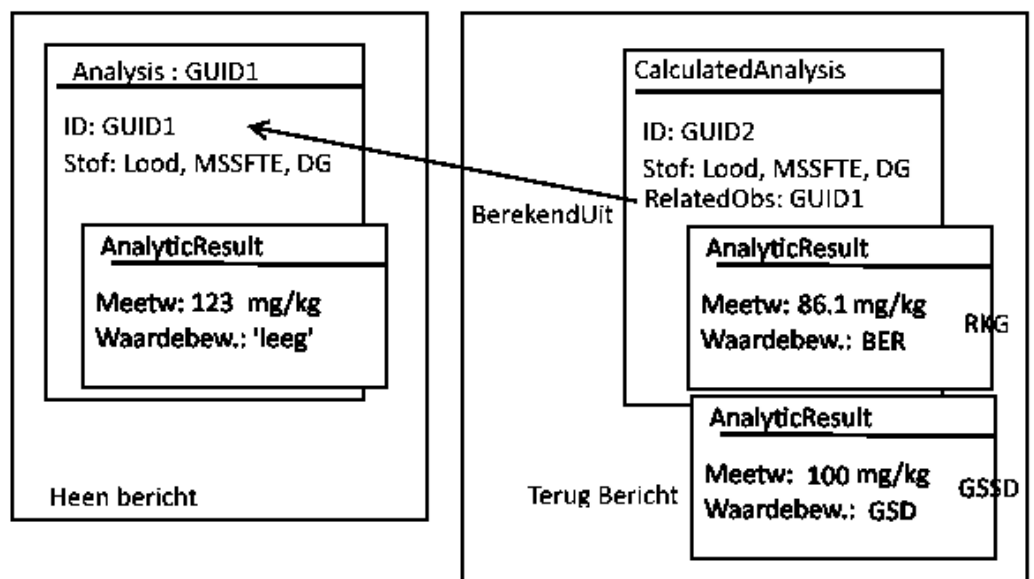 Analysis : GUID1
ID: GUID1
Stof: Lood, MSSFTE, DG
AnalyticResult
Meetw: 123 mg/kg
Waardebew.: 'leeg'
Heen bericht
CalculatedAnalysis
ID: GUID2
Stof: Lood, MSSFTE, DG
RelatedObs: GUID1
BerekendUit
AnalyticResult
Meetw: 86.1 mg/kg
Waardebew.: BER
RKG
AnalyticResult
Meetw: 100 mg/kg
Waardebew.: GSD
GSSD
Terug Bericht